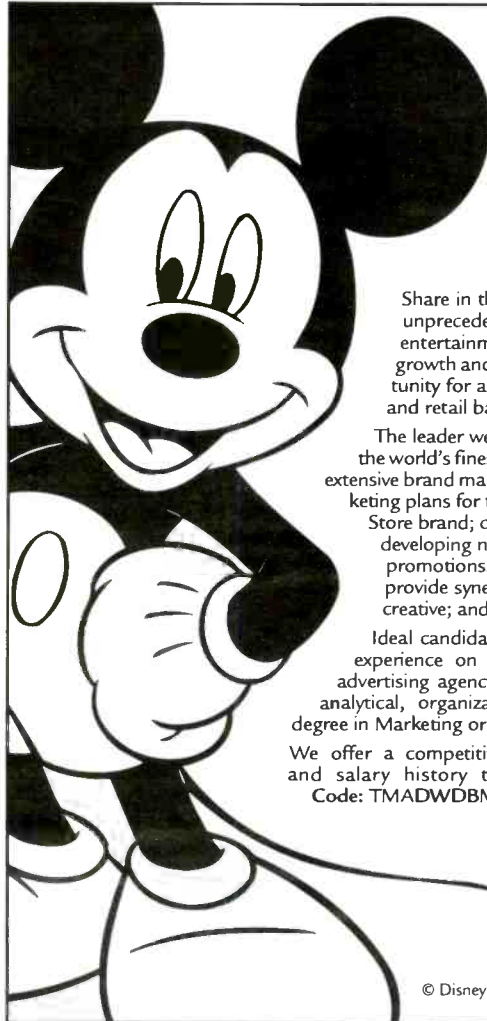 Share in th
unprecede
entertainm
growth and
tunity for a
and retail ba
The leader we
the world's fines
extensive brand ma
keting plans for t
Store brand; c
developing n
promotions.
provide syne
creative; and
Ideal candida
experience on
advertising agenc
analytical, organiza
degree in Marketing or
We offer a competiti
and salary history t
Code: TMADWDBM
© Disney